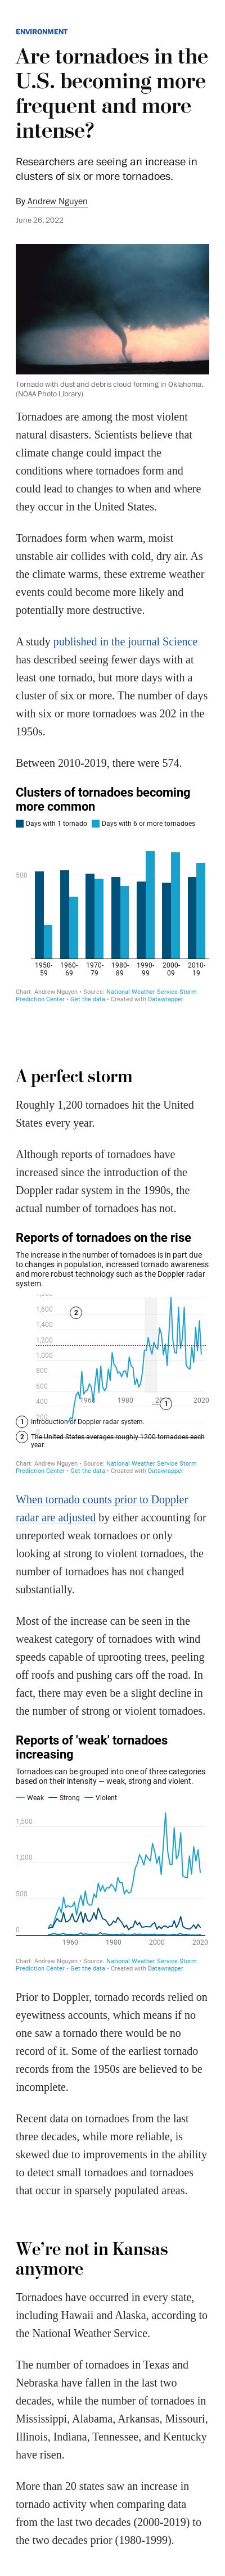 ENVIRONMENT
Are tornadoes in the
U.S. becoming more
frequent and more
intense?
Researchers are seeing an increase in
clusters of six or more tornadoes.
By Andrew Nguyen
June 26, 2022
Tornado with dust and debris cloud forming in Oklahoma.
(NOAA Photo Library)
Tornadoes are among the most violent
natural disasters. Scientists believe that
climate change could impact the
conditions where tornadoes form and
could lead to changes to when and where
they occur in the United States.
Tornadoes form when warm, moist
unstable air collides with cold, dry air. As
the climate warms, these extreme weather
events could become more likely and
potentially more destructive.
A study published in the journal Science
has described seeing fewer days with at
least one tornado, but more days with a
cluster of six or more. The number of days
with six or more tornadoes was 202 in the
1950s.
Between 2010-2019, there were 574.
Clusters of tornadoes becoming
more common
Days with 1 tornado Days with 6 or more tornadoes
500
1950-59 1960-69 1970-79 1980-89 1990-99 2000-09 2010-19
Chart: Andrew Nguyen • Source: National Weather Service Storm
Prediction Center • Get the data • Created with Datawrapper
A perfect storm
Roughly 1,200 tornadoes hit the United
States every year.
Although reports of tornadoes have
increased since the introduction of the
Doppler radar system in the 1990s, the
actual number of tornadoes has not.
Reports of tornadoes on the rise
The increase in the number of tornadoes is in part due
to changes in population, increased tornado awareness
and more robust technology such as the Doppler radar
system.
1,600
2
1,400
1,200
1,000
800
600
400
1960 1980 2000 2020
1
200
0
1 Introduction of Doppler radar system.
2 The United States averages roughly 1200 tornadoes each
year.
Chart: Andrew Nguyen • Source: National Weather Service Storm
Prediction Center • Get the data • Created with Datawrapper
When tornado counts prior to Doppler
radar are adjusted by either accounting for
unreported weak tornadoes or only
looking at strong to violent tornadoes, the
number of tornadoes has not changed
substantially.
Most of the increase can be seen in the
weakest category of tornadoes with wind
speeds capable of uprooting trees, peeling
off roofs and pushing cars off the road. In
fact, there may even be a slight decline in
the number of strong or violent tornadoes.
Reports of 'weak' tornadoes
increasing
Tornadoes can be grouped into one of three categories
based on their intensity — weak, strong and violent.
Weak Strong Violent
1,500
1,000
500
0
1960 1980 2000 2020
Chart: Andrew Nguyen • Source: National Weather Service Storm
Prediction Center • Get the data • Created with Datawrapper
Prior to Doppler, tornado records relied on
eyewitness accounts, which means if no
one saw a tornado there would be no
record of it. Some of the earliest tornado
records from the 1950s are believed to be
incomplete.
Recent data on tornadoes from the last
three decades, while more reliable, is
skewed due to improvements in the ability
to detect small tornadoes and tornadoes
that occur in sparsely populated areas.
We're not in Kansas
anymore
Tornadoes have occurred in every state,
including Hawaii and Alaska, according to
the National Weather Service.
The number of tornadoes in Texas and
Nebraska have fallen in the last two
decades, while the number of tornadoes in
Mississippi, Alabama, Arkansas, Missouri,
Illinois, Indiana, Tennessee, and Kentucky
have risen.
More than 20 states saw an increase in
tornado activity when comparing data
from the last two decades (2000-2019) to
the two decades prior (1980-1999).